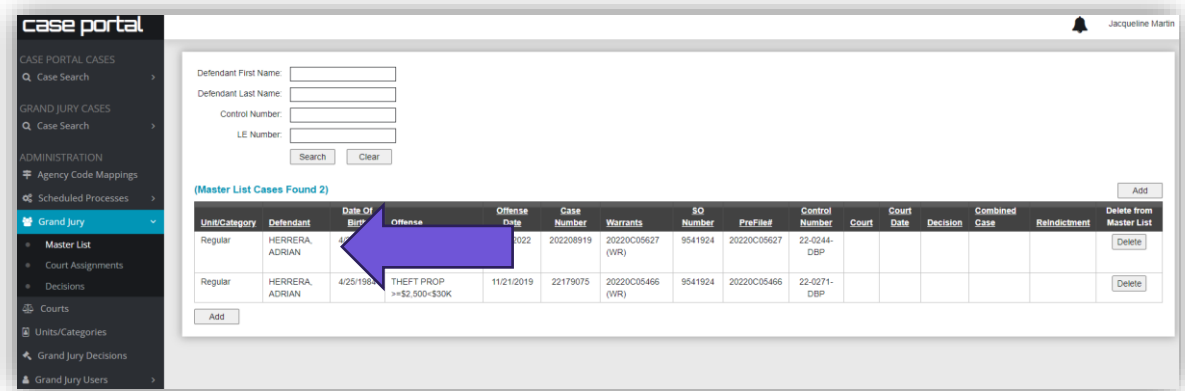 case portal
Jacqueline Martin
CASE PORTAL CASES
Case Search
GRAND JURY CASES
Case Search
ADMINISTRATION
Agency Code Mappings
Scheduled Processes
Grand Jury
Master List
Court Assignments
Decisions
Courts
Units/Categories
Grand Jury Decisions
Grand Jury Users
Defendant First Name:
Defendant Last Name:
Control Number:
LE Number:
Search Clear
(Master List Cases Found 2)
Add
Unit/Category Defendant Date Of Birth Offense Offense Date Case Number Warrants SO Number PreFile# Control Number Court Court Date Decision Combined Case Reindictment Delete from Master List
Regular HERRERA, ADRIAN 202208919 20220C05627 (WR) 9541924 20220C05627 22-0244-DBP Delete
Regular HERRERA, ADRIAN 4/25/1984 THEFT PROP >=$2,500<$30K 11/21/2019 22179075 20220C05466 (WR) 9541924 20220C05466 22-0271-DBP Delete
Add